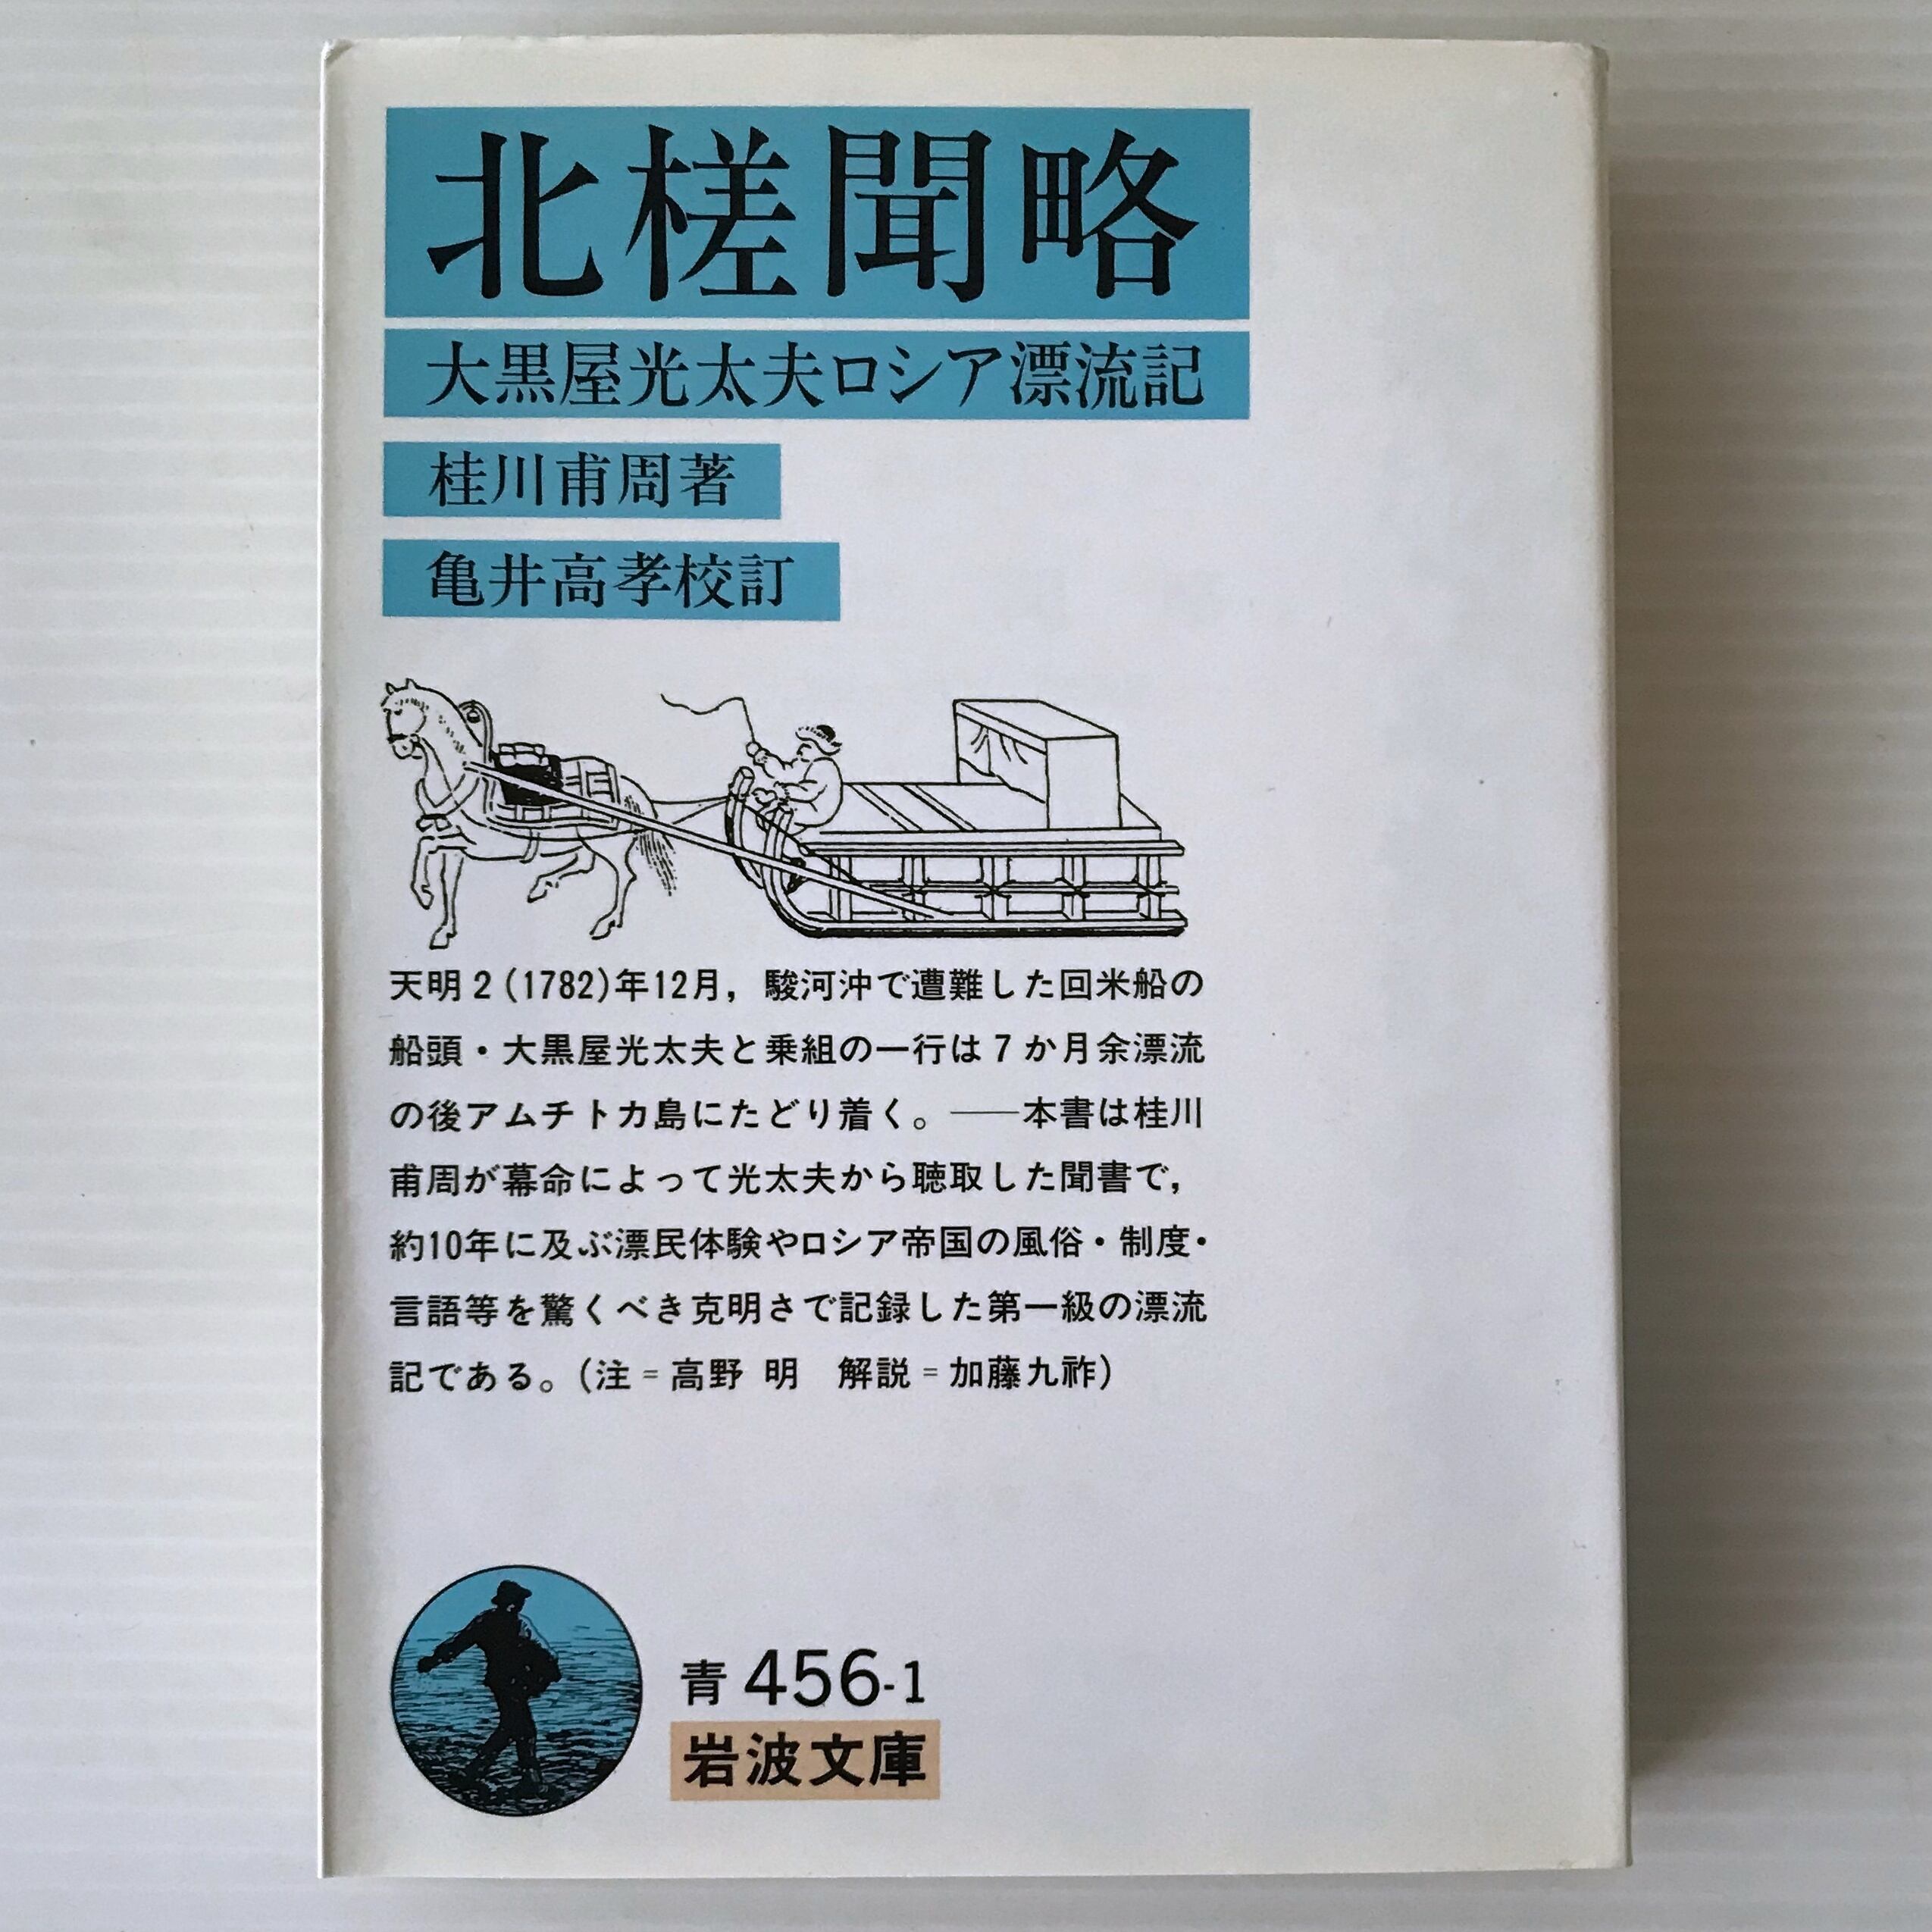 北槎聞略
大黒屋光太夫ロシア漂流記
桂川甫周著
亀井高孝校訂
天明2(1782)年12月，駿河沖で遭難した回米船の
船頭・大黒屋光太夫と乗組の一行は7か月余漂流
の後アムチトカ島にたどり着く。――本書は桂川
甫周が幕命によって光太夫から聴取した聞書で，
約10年に及ぶ漂民体験やロシア帝国の風俗・制度・
言語等を驚くべき克明さで記録した第一級の漂流
記である。(注=高野 明　解説=加藤九祚)
青 456-1
岩波文庫